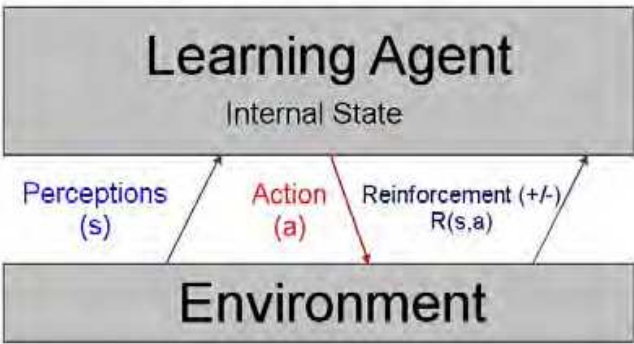 Learning Agent
Internal State
Perceptions
(s)
Action
(a)
Reinforcement (+/-)
R(s,a)
Environment